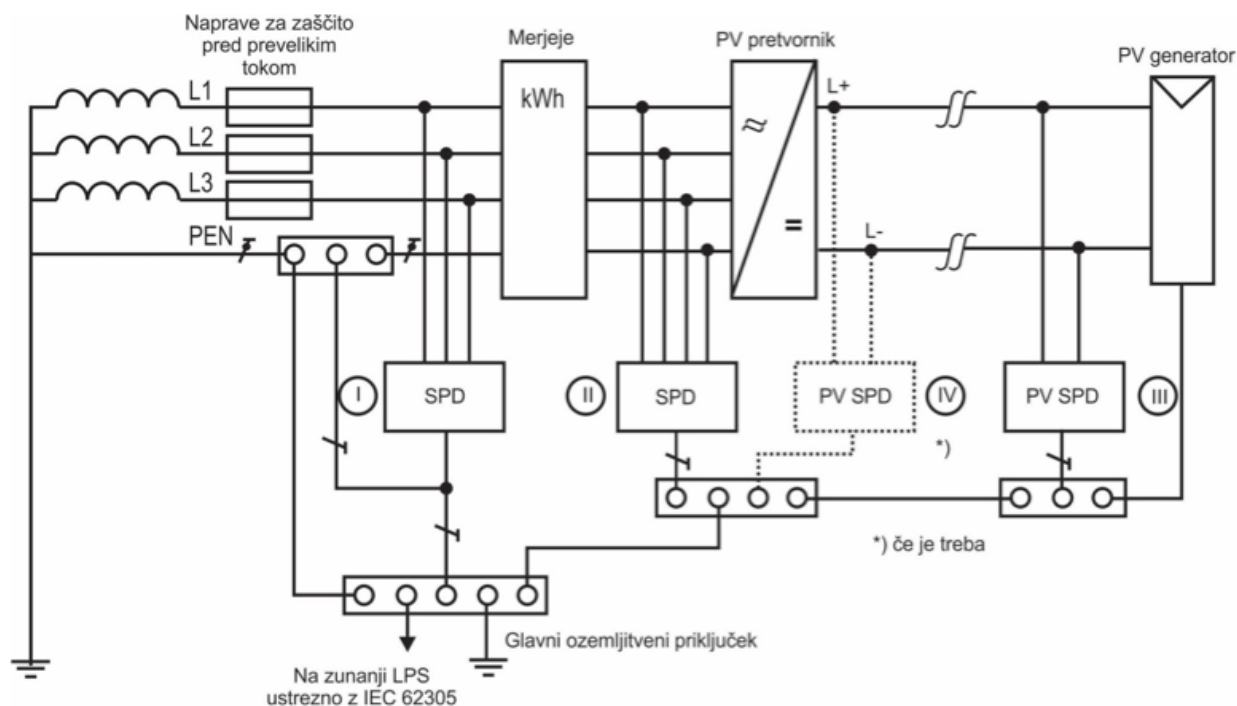 Naprave za zaščito
pred prevelikim
tokom
Merjeje
PV pretvornik
PV generator
L1
L2
L3
PEN
kWh
L+
L-
≈
=
I
SPD
II
SPD
PV SPD
IV
*)
PV SPD
III
*) če je treba
Glavni ozemljitveni priključek
Na zunanji LPS
ustrezno z IEC 62305